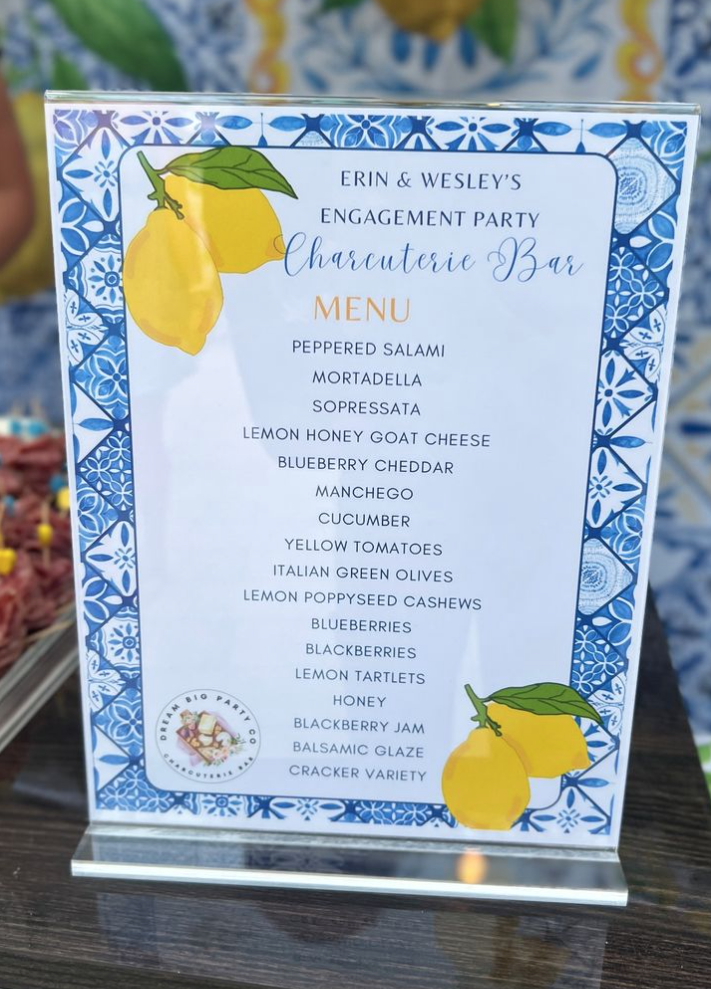 ERIN & WESLEY'S
ENGAGEMENT PARTY
Charcuterie Bar
MENU
PEPPERED SALAMI
MORTADELLA
SOPRESSATA
LEMON HONEY GOAT CHEESE
BLUEBERRY CHEDDAR
MANCHEGO
CUCUMBER
YELLOW TOMATOES
ITALIAN GREEN OLIVES
LEMON POPPYSEED CASHEWS
BLUEBERRIES
BLACKBERRIES
LEMON TARTLETS
HONEY
BLACKBERRY JAM
BALSAMIC GLAZE
CRACKER VARIETY
DREAM BIG PARTY CO
CHARCUTERIE BAR